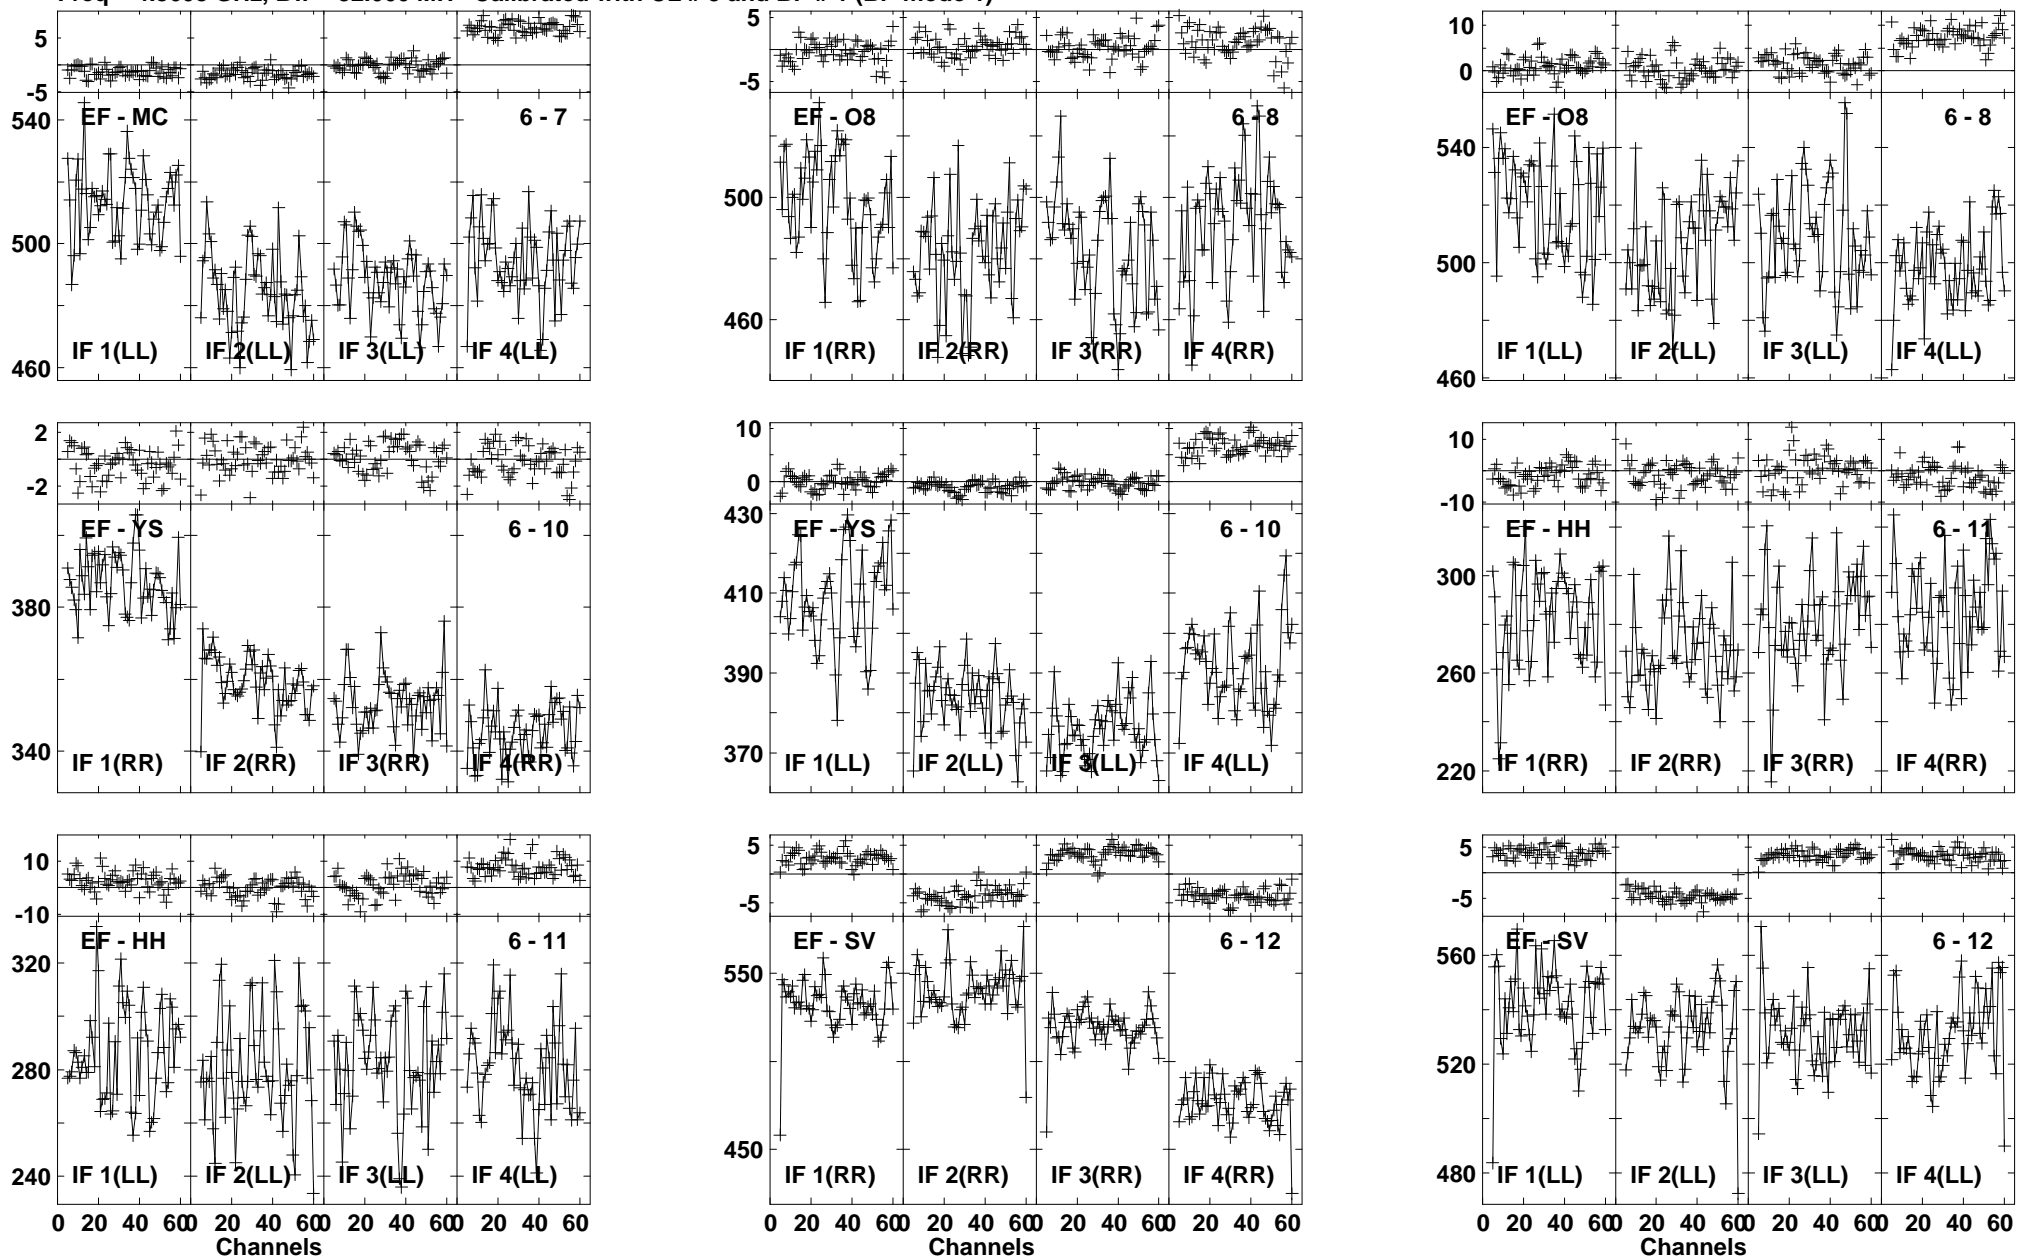 Freq = GHz, Calibrated with CL # and BP # 1 (BP mode 1)
5
-5
540
500
460
EF - MC
6 - 7
IF 1(LL)
IF 2(LL)
IF 3(LL)
IF 4(LL)
5
-5
500
460
EF - O8
6 - 8
IF 1(RR)
IF 2(RR)
IF 3(RR)
IF 4(RR)
10
0
540
500
460
EF - O8
6 - 8
IF 1(LL)
IF 2(LL)
IF 3(LL)
IF 4(LL)
2
-2
380
340
EF - YS
6 - 10
IF 1(RR)
IF 2(RR)
IF 3(RR)
IF 4(RR)
10
0
430
410
390
370
EF - YS
6 - 10
IF 1(LL)
IF 2(LL)
IF 3(LL)
IF 4(LL)
10
-10
300
260
220
EF - HH
6 - 11
IF 1(RR)
IF 2(RR)
IF 3(RR)
IF 4(RR)
10
-10
320
280
240
EF - HH
6 - 11
IF 1(LL)
IF 2(LL)
IF 3(LL)
IF 4(LL)
0 20 40 60 0 20 40 60 0 20 40 60 0 20 40 60
Channels
5
-5
550
450
EF - SV
6 - 12
IF 1(RR)
IF 2(RR)
IF 3(RR)
IF 4(RR)
0 20 40 60 0 20 40 60 0 20 40 60 0 20 40 60
Channels
5
-5
560
520
480
EF - SV
6 - 12
IF 1(LL)
IF 2(LL)
IF 3(LL)
IF 4(LL)
0 20 40 60 0 20 40 60 0 20 40 60 0 20 40 60
Channels